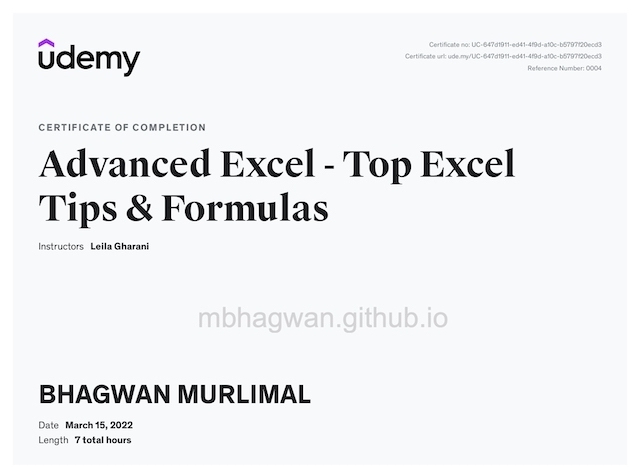 udemy
Certificate no: UC-647d1911-ed41-4f9d-a10c-b5797f20ecd3
Certificate url: ude.my/UC-647d1911-ed41-4f9d-a10c-b5797f20ecd3
Reference Number: 0004
CERTIFICATE OF COMPLETION
Advanced Excel - Top Excel
Tips & Formulas
Instructors Leila Gharani
mbhagwan.github.io
BHAGWAN MURLIMAL
Date March 15, 2022
Length 7 total hours